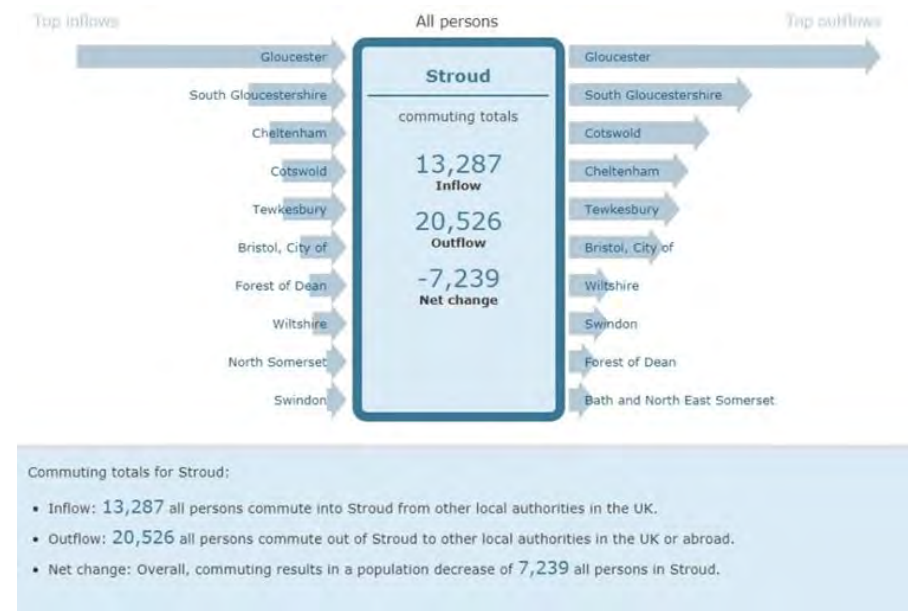 Top inflows
All persons
Top outflows
Gloucester
South Gloucestershire
Cheltenham
Cotswold
Tewkesbury
Bristol, City of
Forest of Dean
Wiltshire
North Somerset
Swindon
Stroud
commuting totals
13,287
Inflow
20,526
Outflow
-7,239
Net change
Gloucester
South Gloucestershire
Cotswold
Cheltenham
Tewkesbury
Bristol, City of
Wiltshire
Swindon
Forest of Dean
Bath and North East Somerset
Commuting totals for Stroud:
• Inflow: 13,287 all persons commute into Stroud from other local authorities in the UK.
• Outflow: 20,526 all persons commute out of Stroud to other local authorities in the UK or abroad.
• Net change: Overall, commuting results in a population decrease of 7,239 all persons in Stroud.